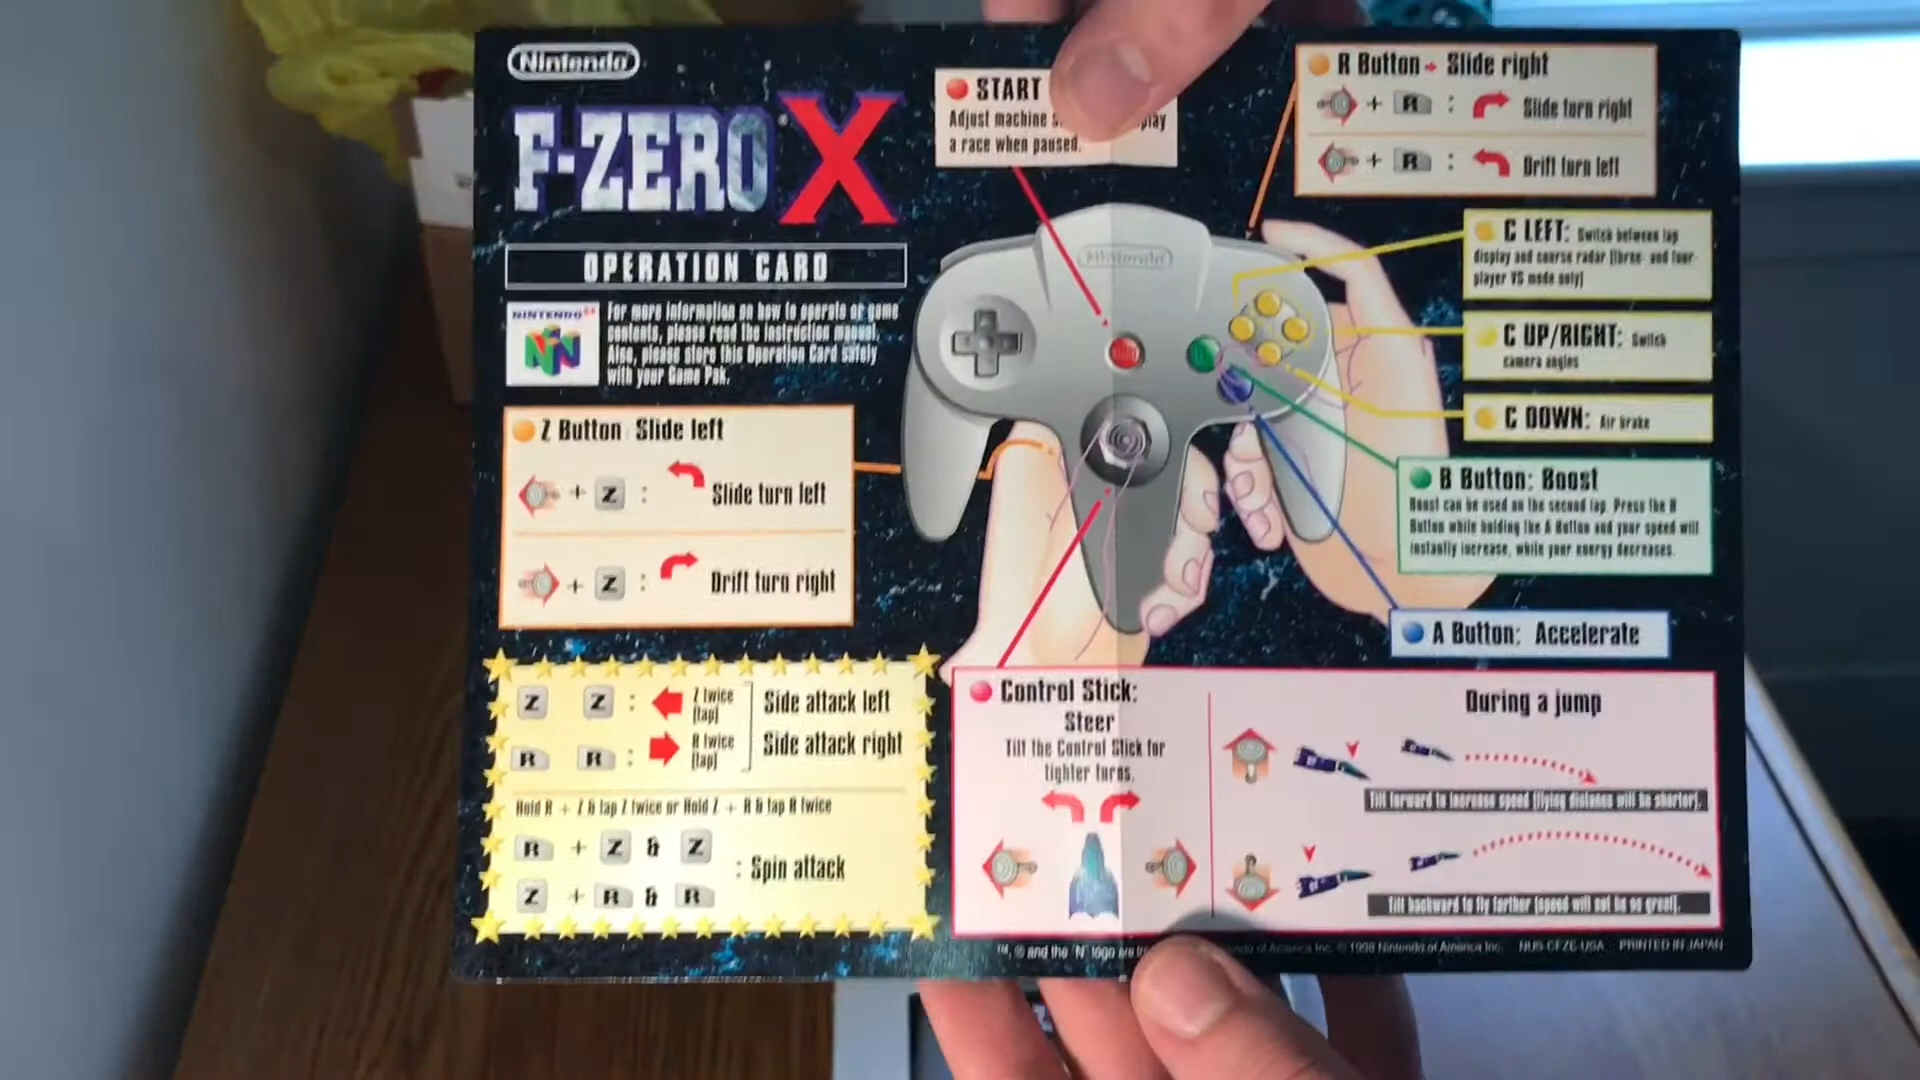 Nintendo
F-ZERO X
OPERATION CARD
NINTENDO 64
For more information on how to operate or game
contents, please read the instruction manual.
Also, please store this Operation Card safely
with your Game Pak.
START
Adjust machine
play
a race when paused.
R Button Slide right
+ R : Slide turn right
+ R : Drift turn left
C LEFT: Switch between lap
display and course radar (three- and four-
player VS mode only)
C UP/RIGHT: Switch
camera angles
C DOWN: Air brake
B Button: Boost
Boost can be used on the second lap. Press the B
Button while holding the A Button and your speed will
instantly increase, while your energy decreases.
A Button: Accelerate
Nintendo
Z Button Slide left
+ Z : Slide turn left
+ Z : Drift turn right
Z Z : Z twice (tap) Side attack left
R R : R twice (tap) Side attack right
Hold R + Z & tap Z twice or Hold Z + R & tap R twice
R + Z & Z
: Spin attack
Z + R & R
Control Stick:
Steer
Tilt the Control Stick for
tighter turns.
During a jump
Tilt forward to increase speed (flying distance will be shorter).
Tilt backward to fly farther (speed will not be so great).
™, ® and the "N" logo are
of America Inc. © 1998 Nintendo of America Inc. NUS-CFZE-USA PRINTED IN JAPAN